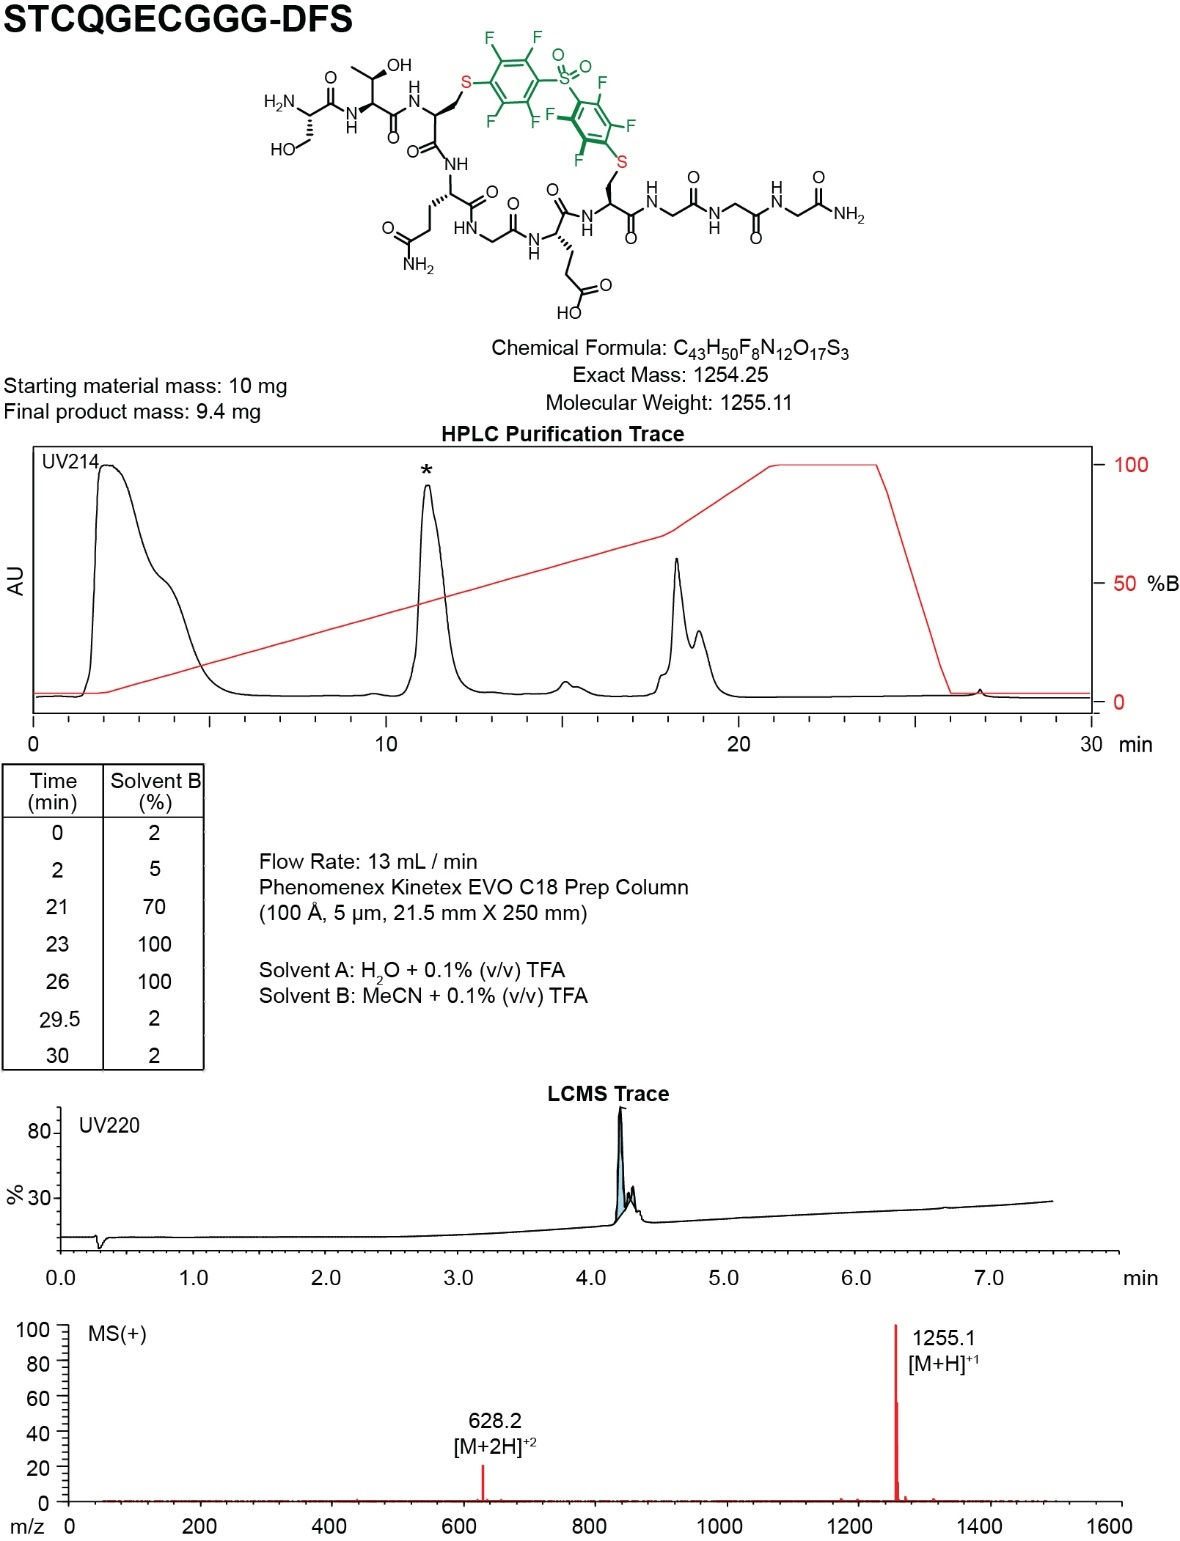 STCQGECGGG-DFS
F F
O O
S
OH
O
H
N
S
F
H₂N
N
H
F F
F
F
O
HO
O
NH
F
S
O
O
H
N
O
H
N
O
O
HN
O
N
H
N
H
O
N
H
O
NH₂
NH₂
O
HO
Chemical Formula: C₄₃H₅₀F₈N₁₂O₁₇S₃
Exact Mass: 1254.25
Molecular Weight: 1255.11
Starting material mass: 10 mg
Final product mass: 9.4 mg
HPLC Purification Trace
UV214
*
100
50 %B
0
AU
0 10 20 30 min
Time (min) Solvent B (%)
0 2
2 5
21 70
23 100
26 100
29.5 2
30 2
Flow Rate: 13 mL / min
Phenomenex Kinetex EVO C18 Prep Column
(100 Å, 5 µm, 21.5 mm X 250 mm)
Solvent A: H₂O + 0.1% (v/v) TFA
Solvent B: MeCN + 0.1% (v/v) TFA
LCMS Trace
UV220
80
30
%
0.0 1.0 2.0 3.0 4.0 5.0 6.0 7.0 min
MS(+)
100
80
60
40
20
0
1255.1
[M+H]⁺¹
628.2
[M+2H]⁺²
m/z 0 200 400 600 800 1000 1200 1400 1600